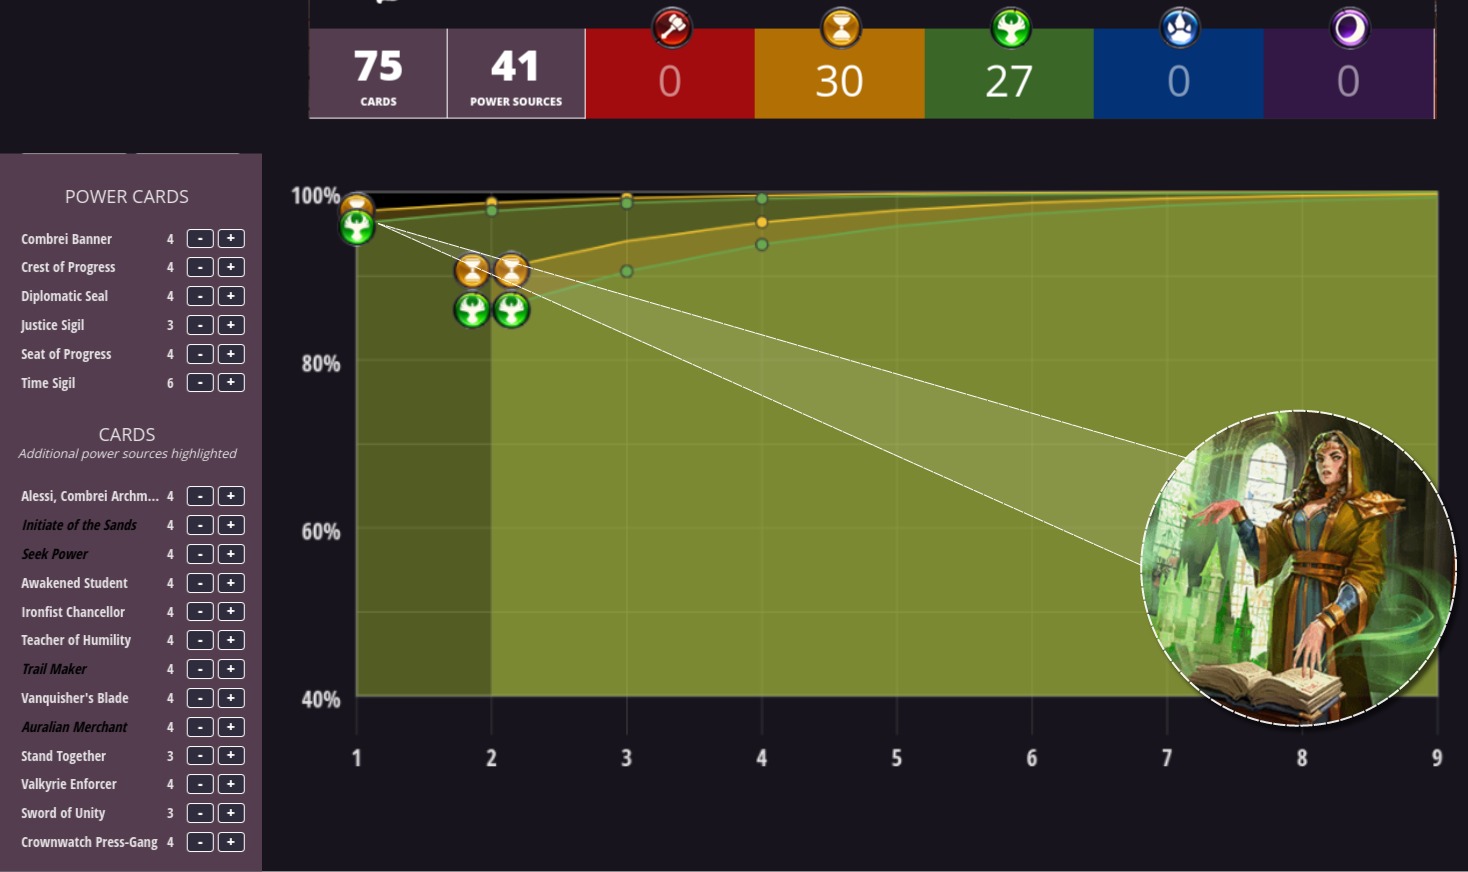 75
CARDS
41
POWER SOURCES
0
30
27
0
0
POWER CARDS
Combrei Banner 4 - +
Crest of Progress 4 - +
Diplomatic Seal 4 - +
Justice Sigil 3 - +
Seat of Progress 4 - +
Time Sigil 6 - +
CARDS
Additional power sources highlighted
Alessi, Combrei Archm... 4 - +
Initiate of the Sands 4 - +
Seek Power 4 - +
Awakened Student 4 - +
Ironfist Chancellor 4 - +
Teacher of Humility 4 - +
Trail Maker 4 - +
Vanquisher's Blade 4 - +
Auralian Merchant 4 - +
Stand Together 3 - +
Valkyrie Enforcer 4 - +
Sword of Unity 3 - +
Crownwatch Press-Gang 4 - +
100%
80%
60%
40%
1 2 3 4 5 6 7 8 9